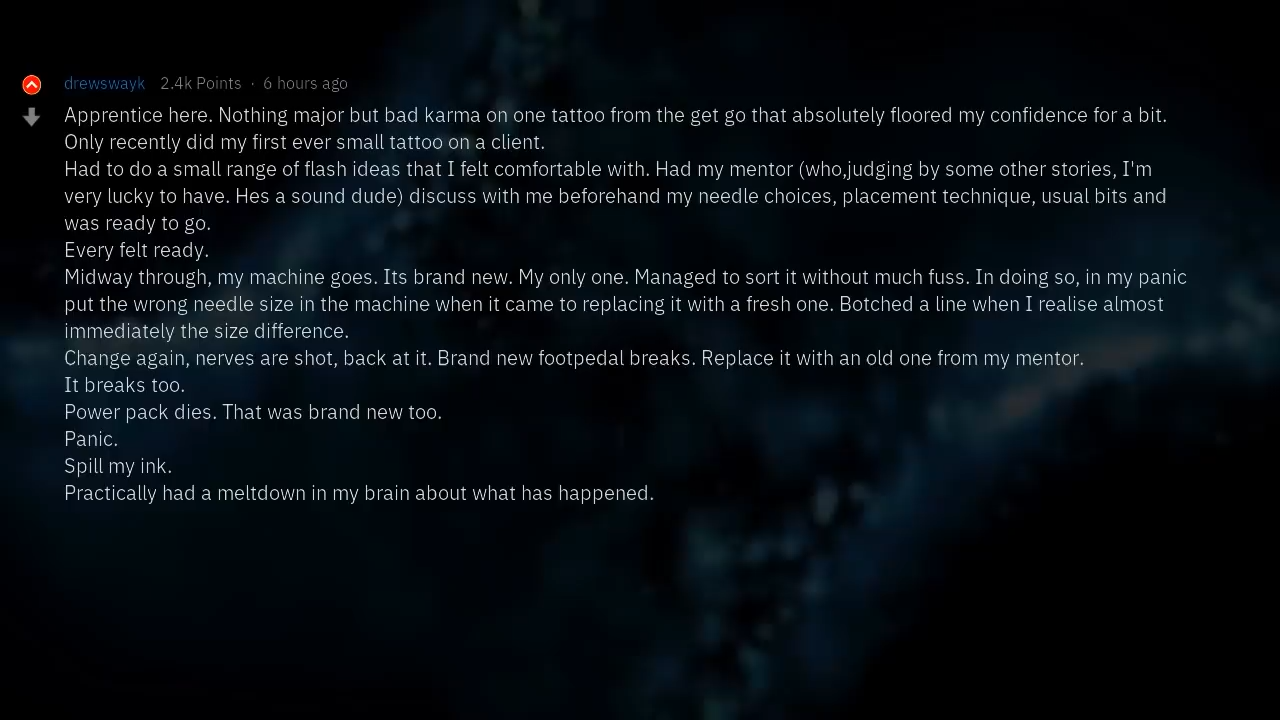 drewswayk 2.4k Points · 6 hours ago
Apprentice here. Nothing major but bad karma on one tattoo from the get go that absolutely floored my confidence for a bit.
Only recently did my first ever small tattoo on a client.
Had to do a small range of flash ideas that I felt comfortable with. Had my mentor (who,judging by some other stories, I'm
very lucky to have. Hes a sound dude) discuss with me beforehand my needle choices, placement technique, usual bits and
was ready to go.
Every felt ready.
Midway through, my machine goes. Its brand new. My only one. Managed to sort it without much fuss. In doing so, in my panic
put the wrong needle size in the machine when it came to replacing it with a fresh one. Botched a line when I realise almost
immediately the size difference.
Change again, nerves are shot, back at it. Brand new footpedal breaks. Replace it with an old one from my mentor.
It breaks too.
Power pack dies. That was brand new too.
Panic.
Spill my ink.
Practically had a meltdown in my brain about what has happened.